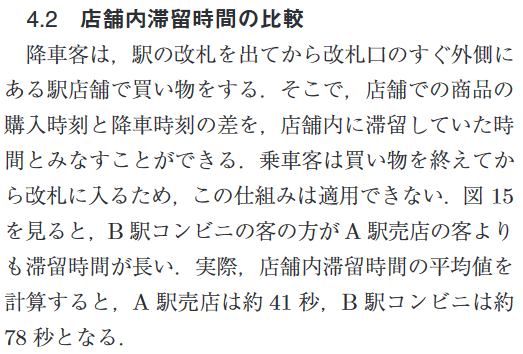 4.2 店舗内滞留時間の比較
降車客は，駅の改札を出てから改札口のすぐ外側に
ある駅店舗で買い物をする．そこで，店舗での商品の
購入時刻と降車時刻の差を，店舗内に滞留していた時
間とみなすことができる．乗車客は買い物を終えてか
ら改札に入るため，この仕組みは適用できない．図 15
を見ると，B 駅コンビニの客の方が A 駅売店の客より
も滞留時間が長い．実際，店舗内滞留時間の平均値を
計算すると，A 駅売店は約 41 秒，B 駅コンビニは約
78 秒となる．